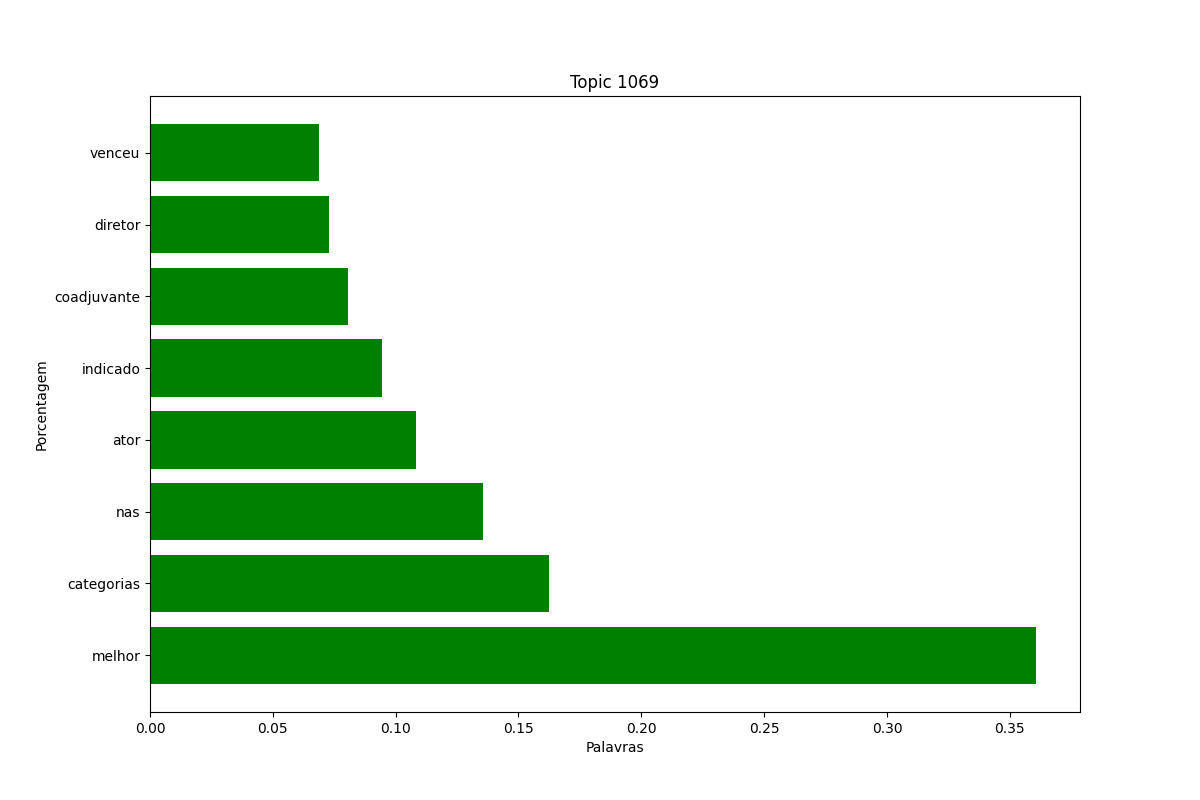 Topic 1069
venceu
diretor
coadjuvante
indicado
ator
nas
categorias
melhor
Porcentagem
0.00 0.05 0.10 0.15 0.20 0.25 0.30 0.35
Palavras